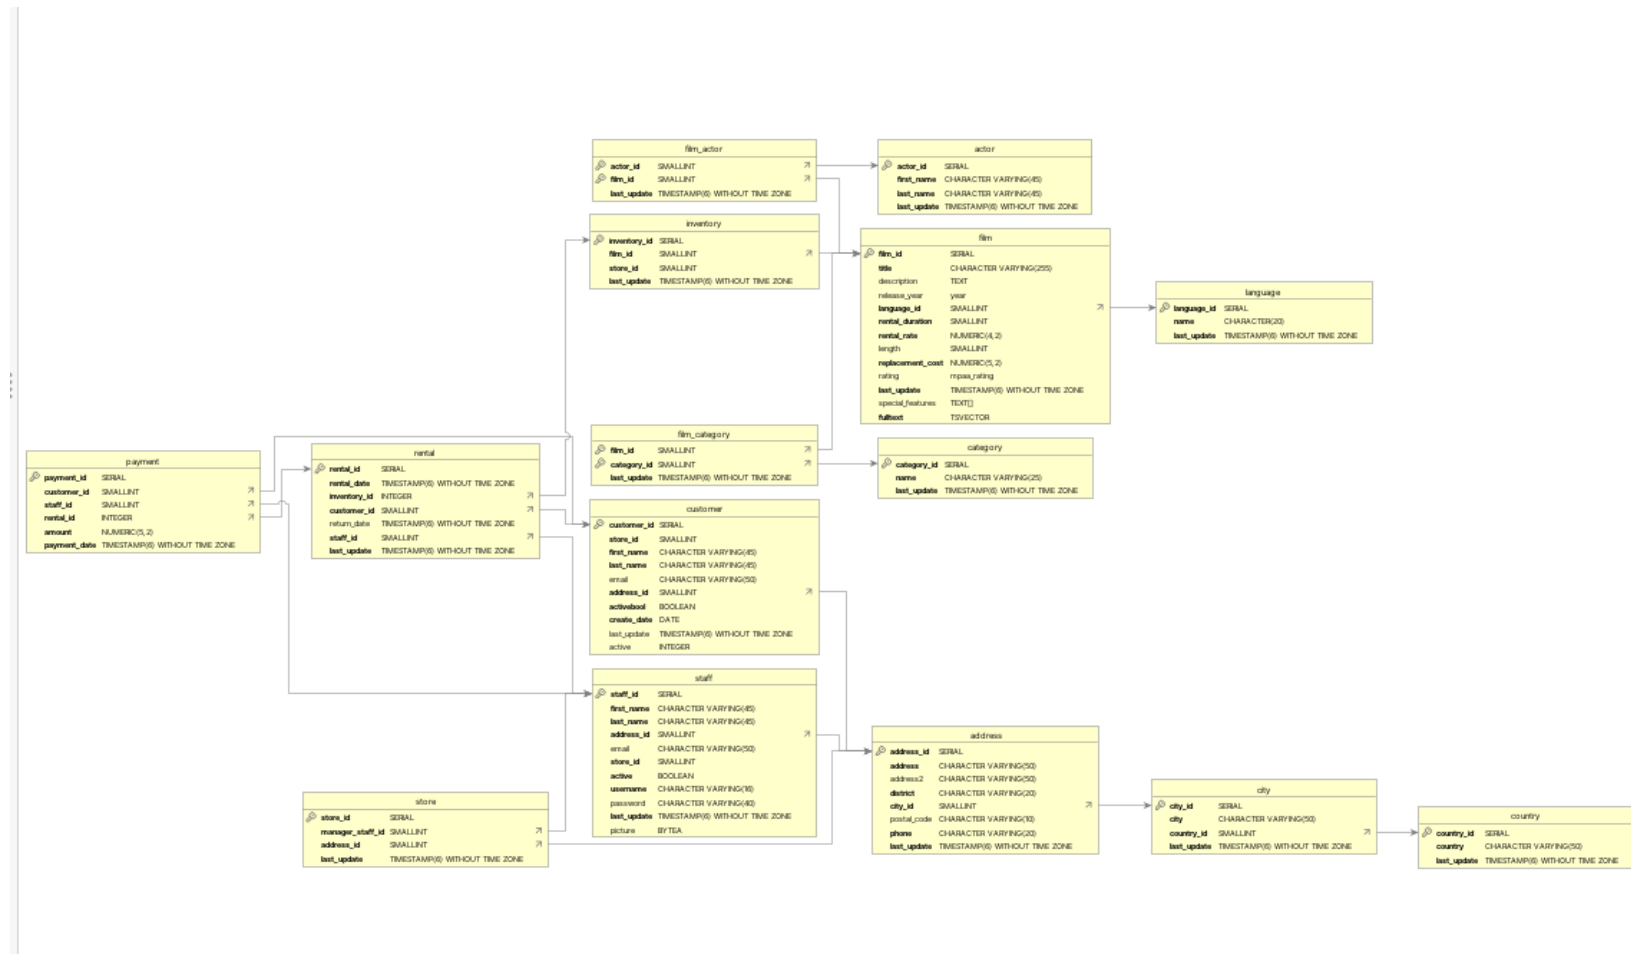 film_actor
actor_id SMALLINT
film_id SMALLINT
last_update TIMESTAMP(6) WITHOUT TIME ZONE
actor
actor_id SERIAL
first_name CHARACTER VARYING(45)
last_name CHARACTER VARYING(45)
last_update TIMESTAMP(6) WITHOUT TIME ZONE
inventory
inventory_id SERIAL
film_id SMALLINT
store_id SMALLINT
last_update TIMESTAMP(6) WITHOUT TIME ZONE
film
film_id SERIAL
title CHARACTER VARYING(255)
description TEXT
release_year year
language_id SMALLINT
rental_duration SMALLINT
rental_rate NUMERIC(4,2)
length SMALLINT
replacement_cost NUMERIC(5,2)
rating mpaa_rating
last_update TIMESTAMP(6) WITHOUT TIME ZONE
special_features TEXT[]
fulltext TSVECTOR
language
language_id SERIAL
name CHARACTER(20)
last_update TIMESTAMP(6) WITHOUT TIME ZONE
payment
payment_id SERIAL
customer_id SMALLINT
staff_id SMALLINT
rental_id INTEGER
amount NUMERIC(5,2)
payment_date TIMESTAMP(6) WITHOUT TIME ZONE
rental
rental_id SERIAL
rental_date TIMESTAMP(6) WITHOUT TIME ZONE
inventory_id INTEGER
customer_id SMALLINT
return_date TIMESTAMP(6) WITHOUT TIME ZONE
staff_id SMALLINT
last_update TIMESTAMP(6) WITHOUT TIME ZONE
film_category
film_id SMALLINT
category_id SMALLINT
last_update TIMESTAMP(6) WITHOUT TIME ZONE
category
category_id SERIAL
name CHARACTER VARYING(25)
last_update TIMESTAMP(6) WITHOUT TIME ZONE
customer
customer_id SERIAL
store_id SMALLINT
first_name CHARACTER VARYING(45)
last_name CHARACTER VARYING(45)
email CHARACTER VARYING(50)
address_id SMALLINT
activebool BOOLEAN
create_date DATE
last_update TIMESTAMP(6) WITHOUT TIME ZONE
active INTEGER
staff
staff_id SERIAL
first_name CHARACTER VARYING(45)
last_name CHARACTER VARYING(45)
address_id SMALLINT
email CHARACTER VARYING(50)
store_id SMALLINT
active BOOLEAN
username CHARACTER VARYING(16)
password CHARACTER VARYING(40)
last_update TIMESTAMP(6) WITHOUT TIME ZONE
picture BYTEA
store
store_id SERIAL
manager_staff_id SMALLINT
address_id SMALLINT
last_update TIMESTAMP(6) WITHOUT TIME ZONE
address
address_id SERIAL
address CHARACTER VARYING(50)
address2 CHARACTER VARYING(50)
district CHARACTER VARYING(20)
city_id SMALLINT
postal_code CHARACTER VARYING(10)
phone CHARACTER VARYING(20)
last_update TIMESTAMP(6) WITHOUT TIME ZONE
city
city_id SERIAL
city CHARACTER VARYING(50)
country_id SMALLINT
last_update TIMESTAMP(6) WITHOUT TIME ZONE
country
country_id SERIAL
country CHARACTER VARYING(50)
last_update TIMESTAMP(6) WITHOUT TIME ZONE